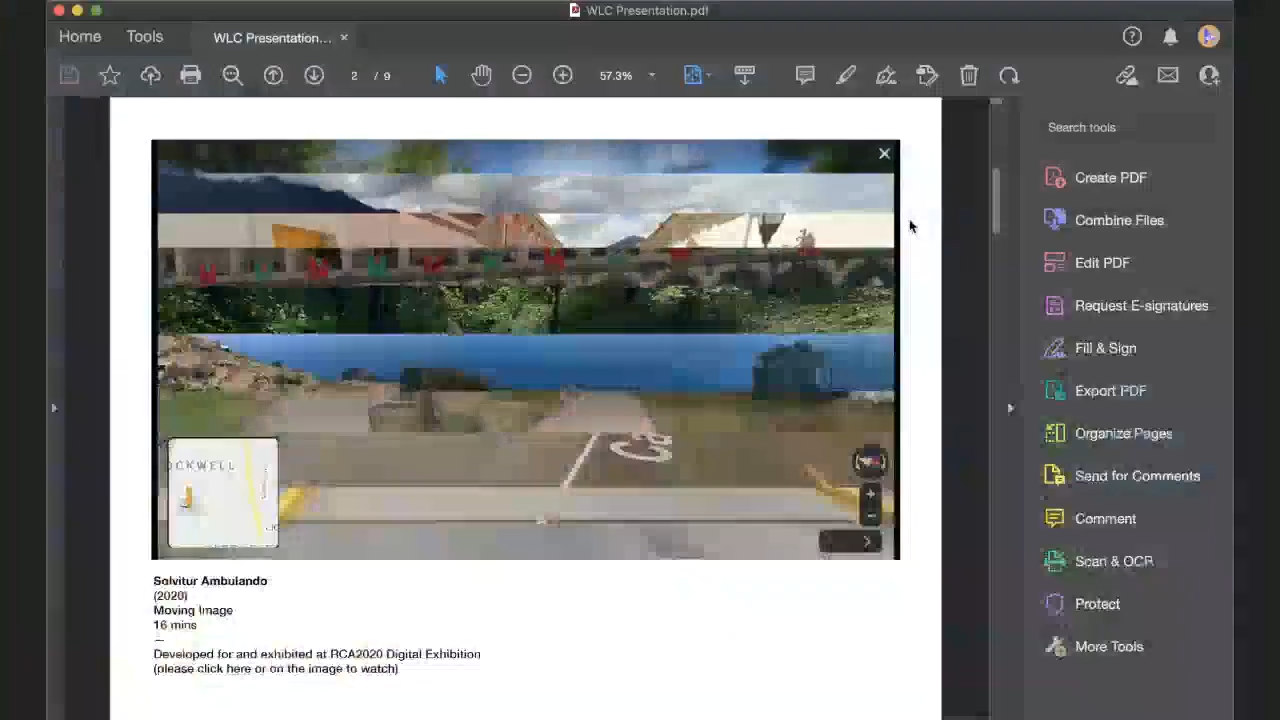 WLC Presentation.pdf
Home
Tools
WLC Presentation...
2 / 9
57.3%
Search tools
Create PDF
Combine Files
Edit PDF
Request E-signatures
Fill & Sign
Export PDF
Organize Pages
Send for Comments
Comment
Scan & OCR
Protect
More Tools
OCKWELL
Solvitur Ambulando
(2020)
Moving Image
16 mins
—
Developed for and exhibited at RCA2020 Digital Exhibition
(please click here or on the image to watch)